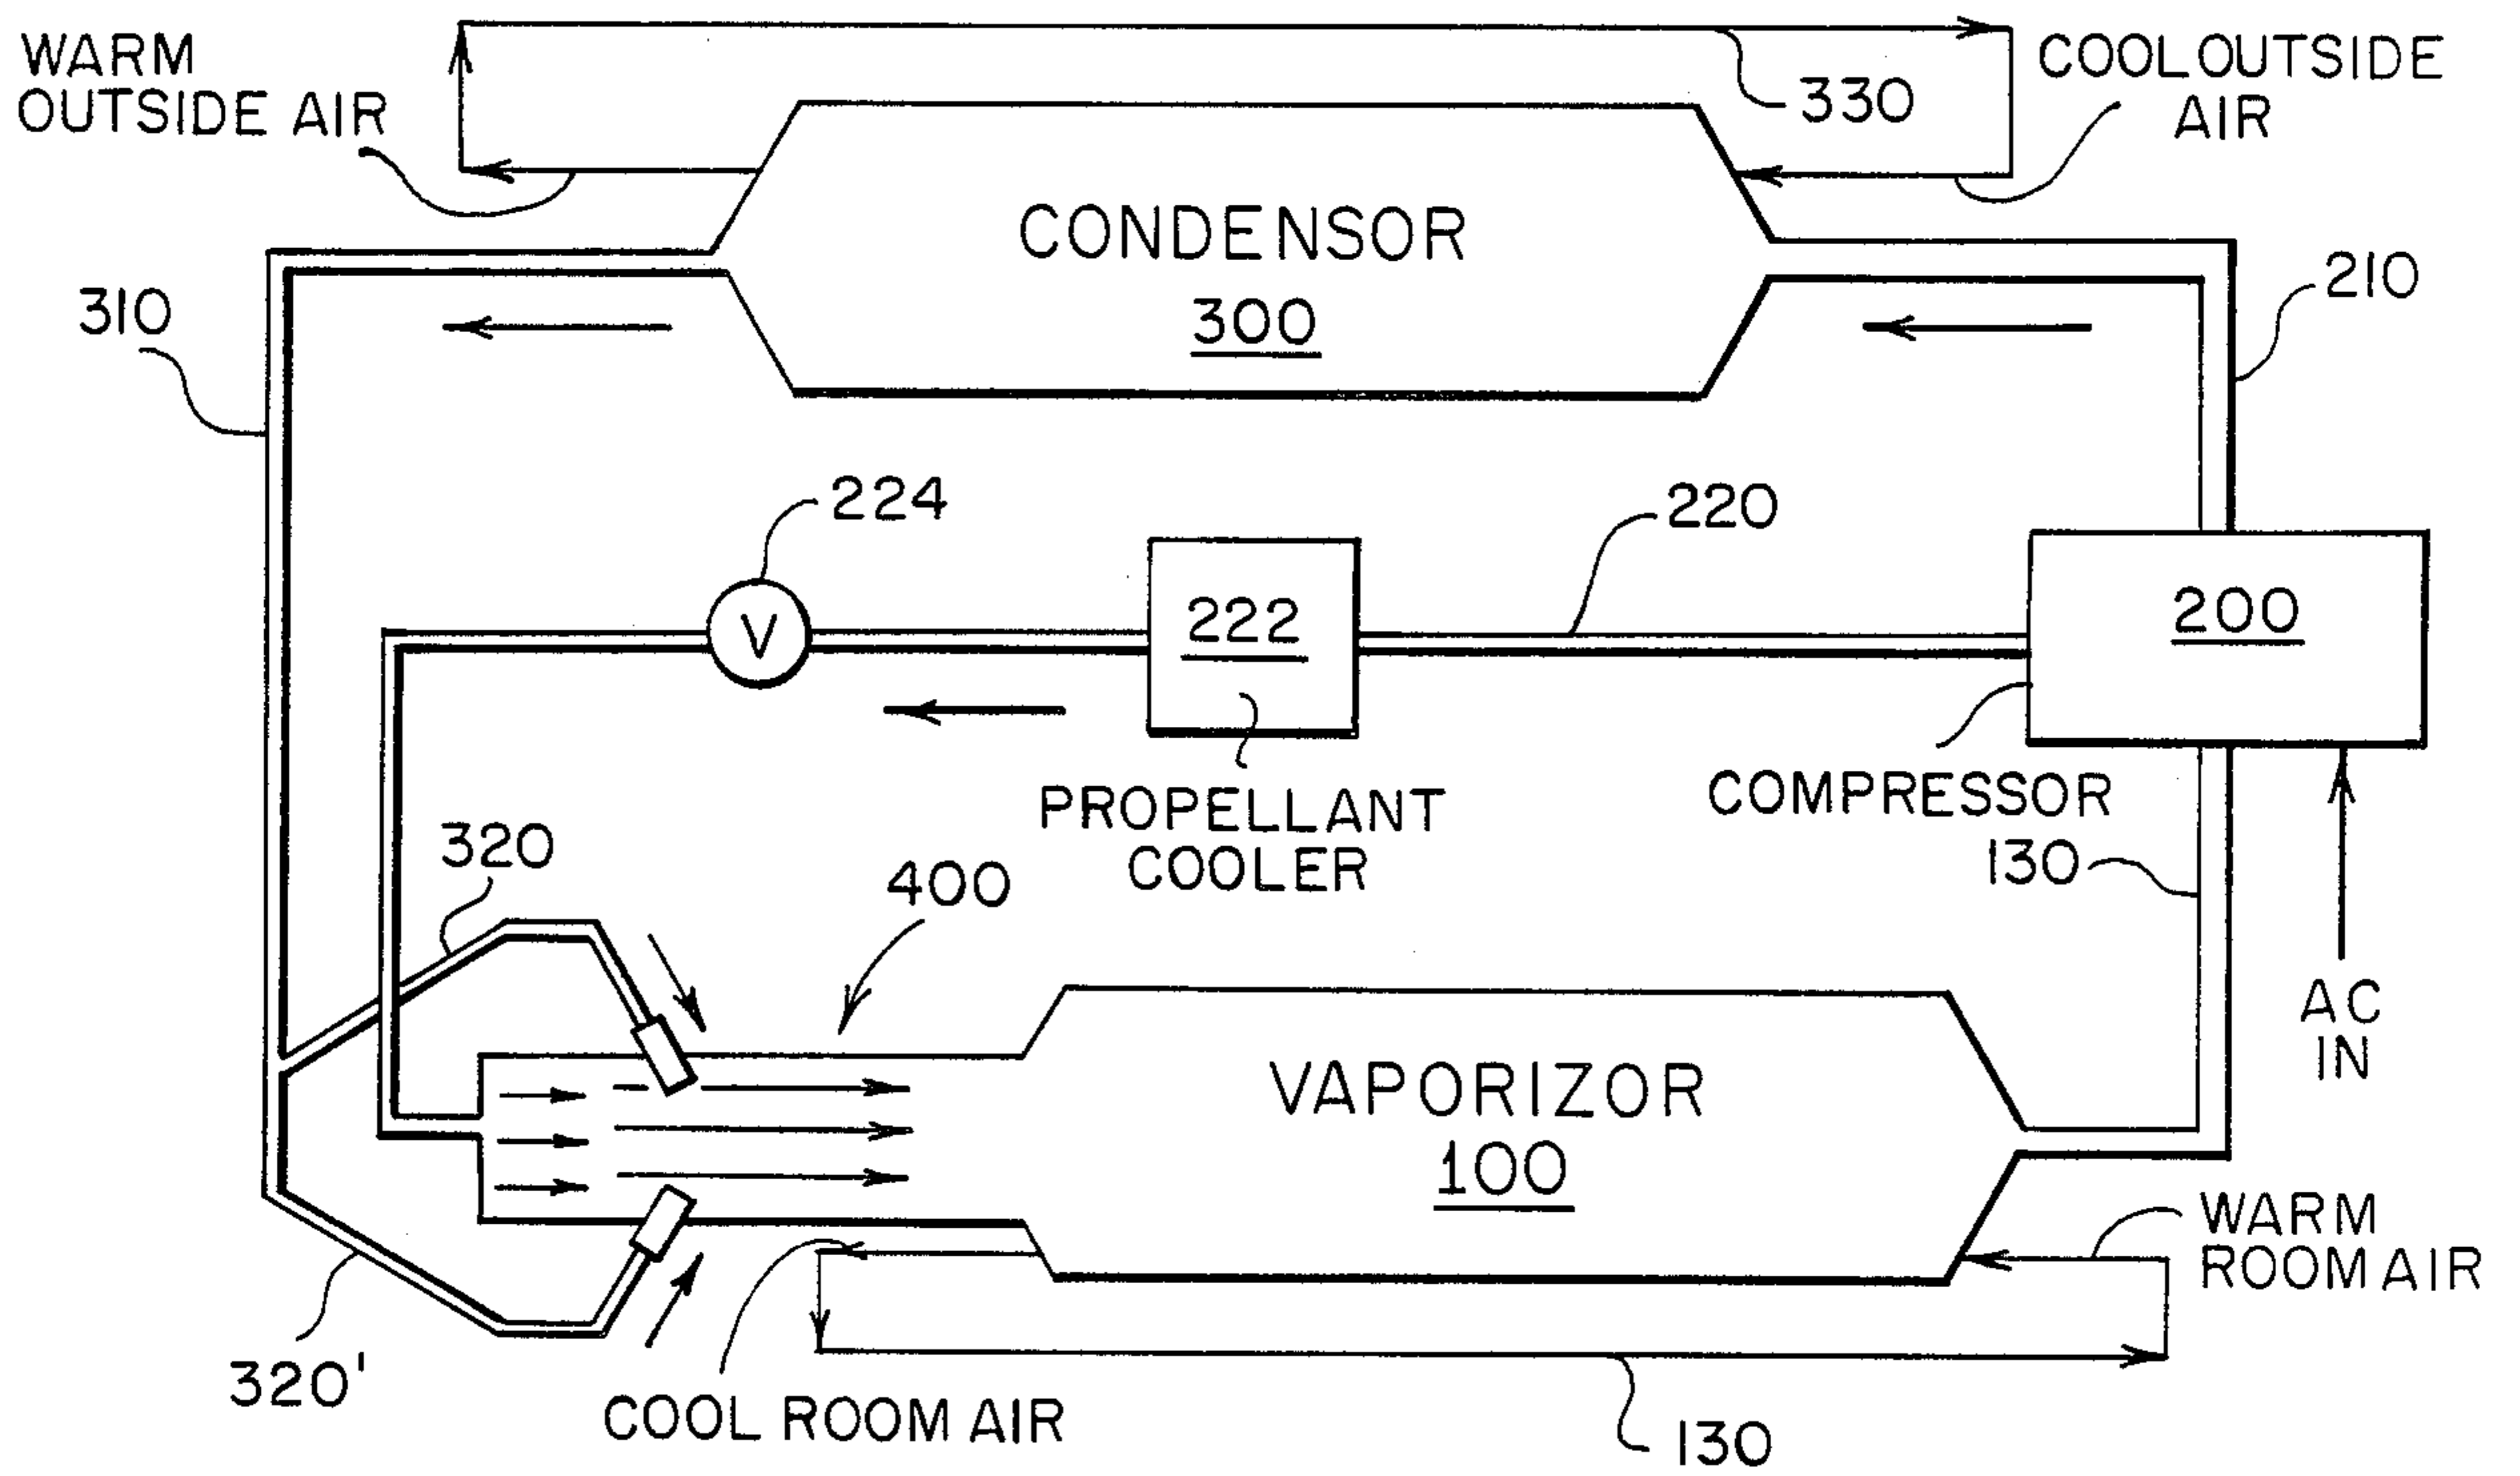 WARM
OUTSIDE AIR
330
COOL OUTSIDE
AIR
CONDENSOR
300
310
210
224
220
V
222
200
PROPELLANT
COOLER
COMPRESSOR
130
320
400
AC
IN
VAPORIZOR
100
WARM
ROOM AIR
320'
COOL ROOM AIR
130